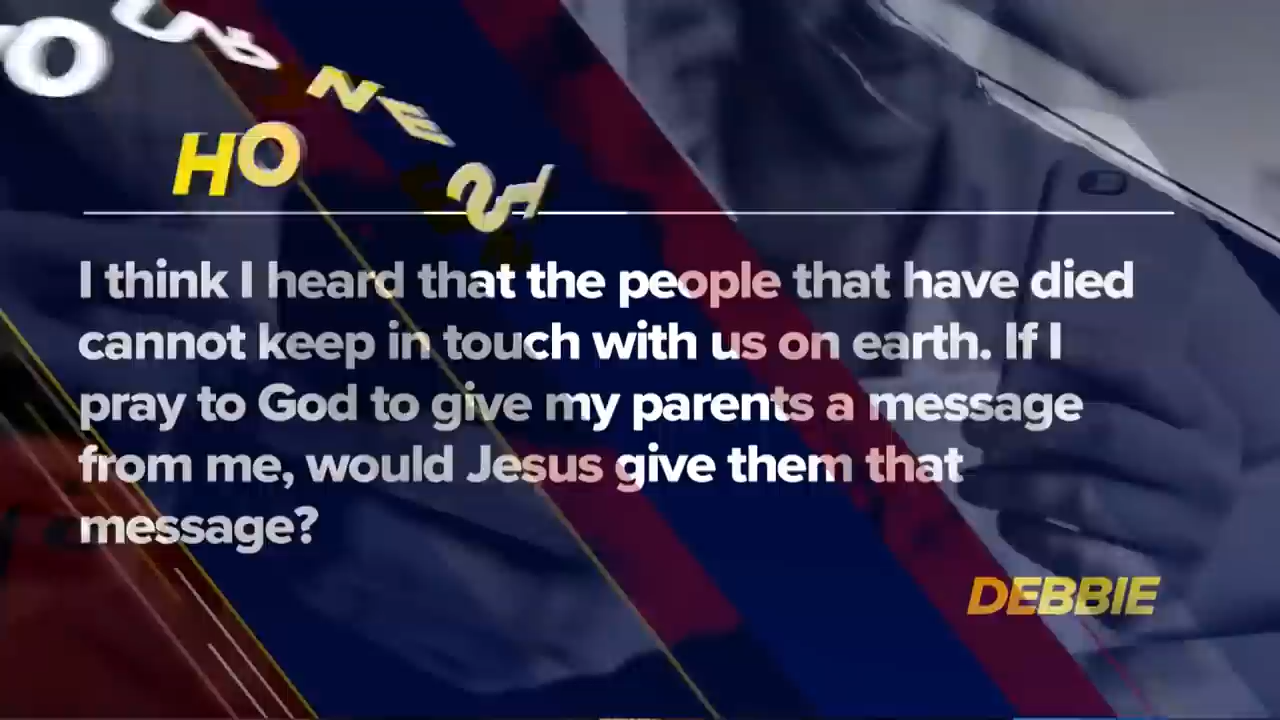 HO
I think I heard that the people that have died
cannot keep in touch with us on earth. If I
pray to God to give my parents a message
from me, would Jesus give them that
message?
DEBBIE